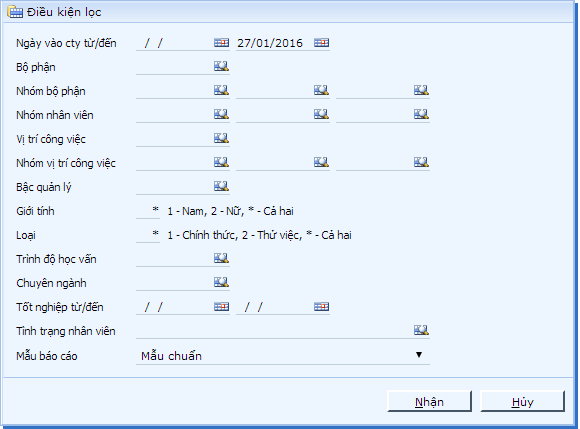 Điều kiện lọc
Ngày vào cty từ/đến / / 27/01/2016
Bộ phận
Nhóm bộ phận
Nhóm nhân viên
Vị trí công việc
Nhóm vị trí công việc
Bậc quản lý
Giới tính * 1 - Nam, 2 - Nữ, * - Cả hai
Loại * 1 - Chính thức, 2 - Thử việc, * - Cả hai
Trình độ học vấn
Chuyên ngành
Tốt nghiệp từ/đến / / / /
Tình trạng nhân viên
Mẫu báo cáo Mẫu chuẩn
Nhận Hủy